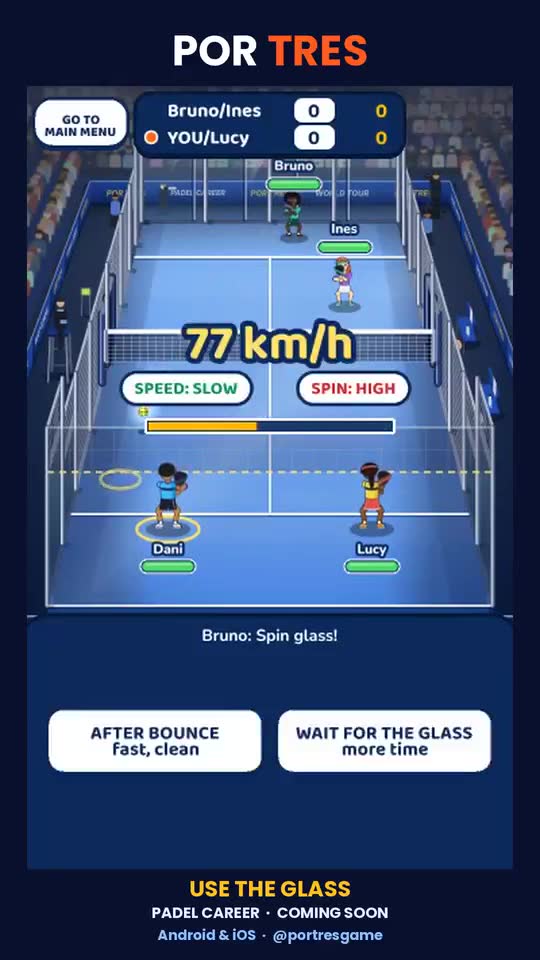 POR TRES
GO TO
MAIN MENU
Bruno/Ines 0 0
YOU/Lucy 0 0
Bruno
PADEL CAREER
WORLD TOUR
Ines
77 km/h
SPEED: SLOW
SPIN: HIGH
Dani
Lucy
Bruno: Spin glass!
AFTER BOUNCE
fast, clean
WAIT FOR THE GLASS
more time
USE THE GLASS
PADEL CAREER · COMING SOON
Android & iOS · @portresgame